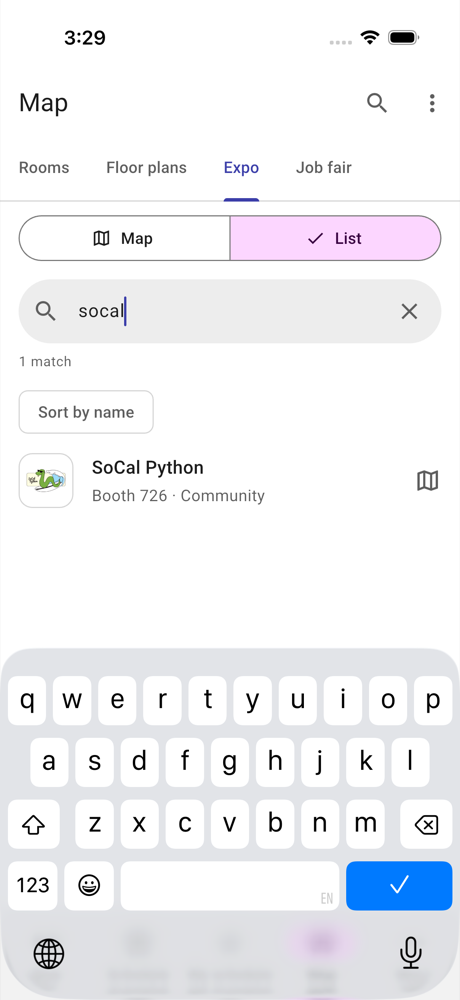 3:29
Map
Rooms Floor plans Expo Job fair
Map List
socal
1 match
Sort by name
SoCal Python
Booth 726 · Community
q w e r t y u i o p
a s d f g h j k l
z x c v b n m
123
EN